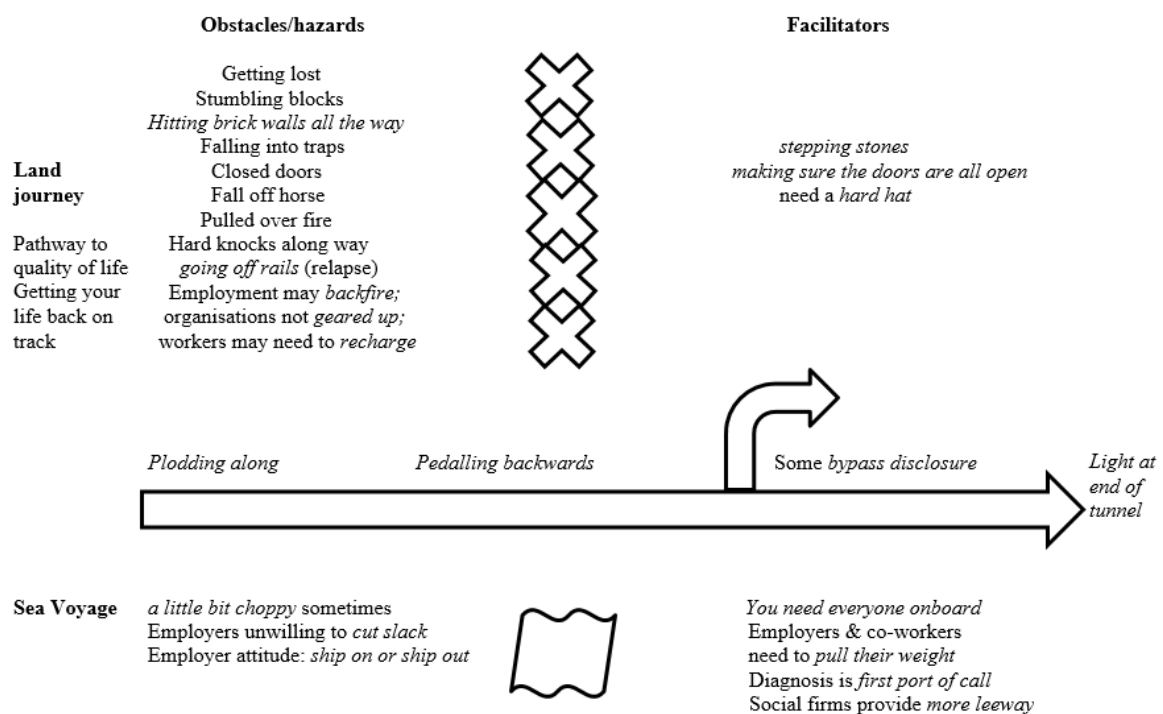 Obstacles/hazards
Facilitators
Getting lost
Stumbling blocks
Hitting brick walls all the way
Falling into traps
Closed doors
Fall off horse
Pulled over fire
Hard knocks along way
going off rails (relapse)
Employment may backfire;
organisations not geared up;
workers may need to recharge
Land
journey
Pathway to
quality of life
Getting your
life back on
track
stepping stones
making sure the doors are all open
need a hard hat
Plodding along
Pedalling backwards
Some bypass disclosure
Light at
end of
tunnel
Sea Voyage
a little bit choppy sometimes
Employers unwilling to cut slack
Employer attitude: ship on or ship out
You need everyone onboard
Employers & co-workers
need to pull their weight
Diagnosis is first port of call
Social firms provide more leeway